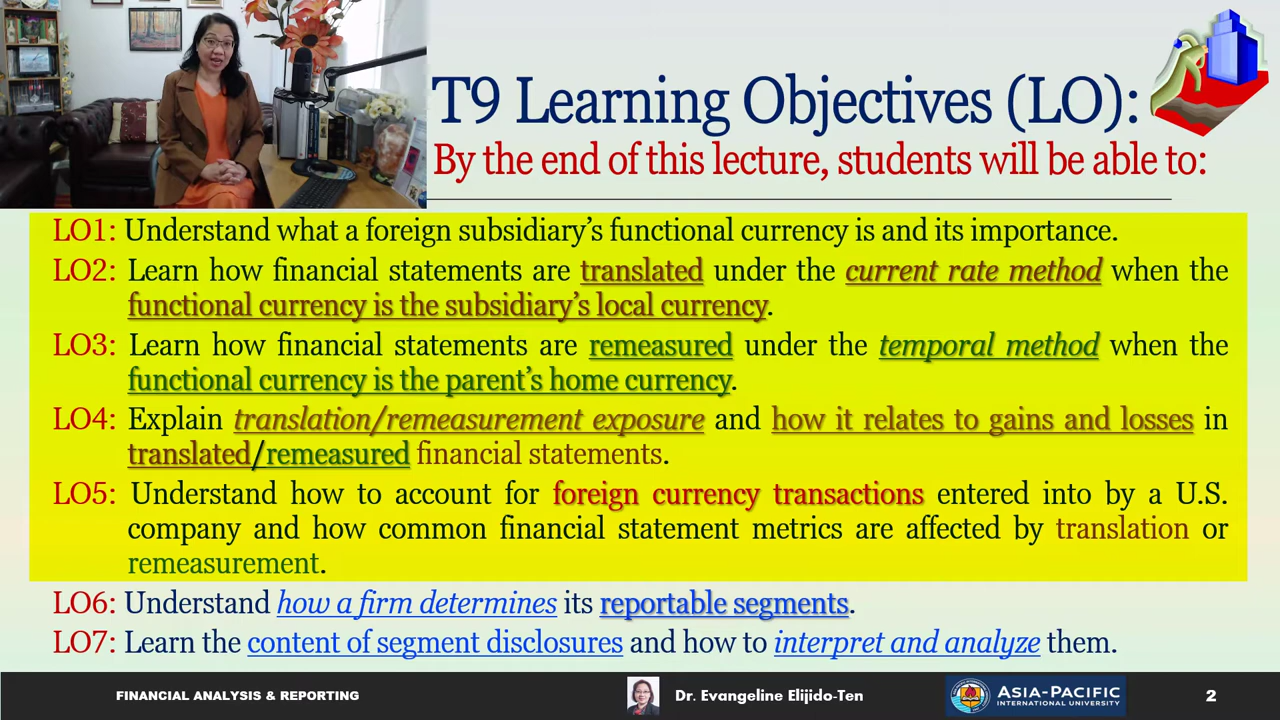 T9 Learning Objectives (LO):
By the end of this lecture, students will be able to:
LO1: Understand what a foreign subsidiary’s functional currency is and its importance.
LO2: Learn how financial statements are translated under the current rate method when the
functional currency is the subsidiary’s local currency.
LO3: Learn how financial statements are remeasured under the temporal method when the
functional currency is the parent’s home currency.
LO4: Explain translation/remeasurement exposure and how it relates to gains and losses in
translated/remeasured financial statements.
LO5: Understand how to account for foreign currency transactions entered into by a U.S.
company and how common financial statement metrics are affected by translation or
remeasurement.
LO6: Understand how a firm determines its reportable segments.
LO7: Learn the content of segment disclosures and how to interpret and analyze them.
FINANCIAL ANALYSIS & REPORTING
Dr. Evangeline Elijido-Ten
ASIA-PACIFIC
INTERNATIONAL UNIVERSITY
2